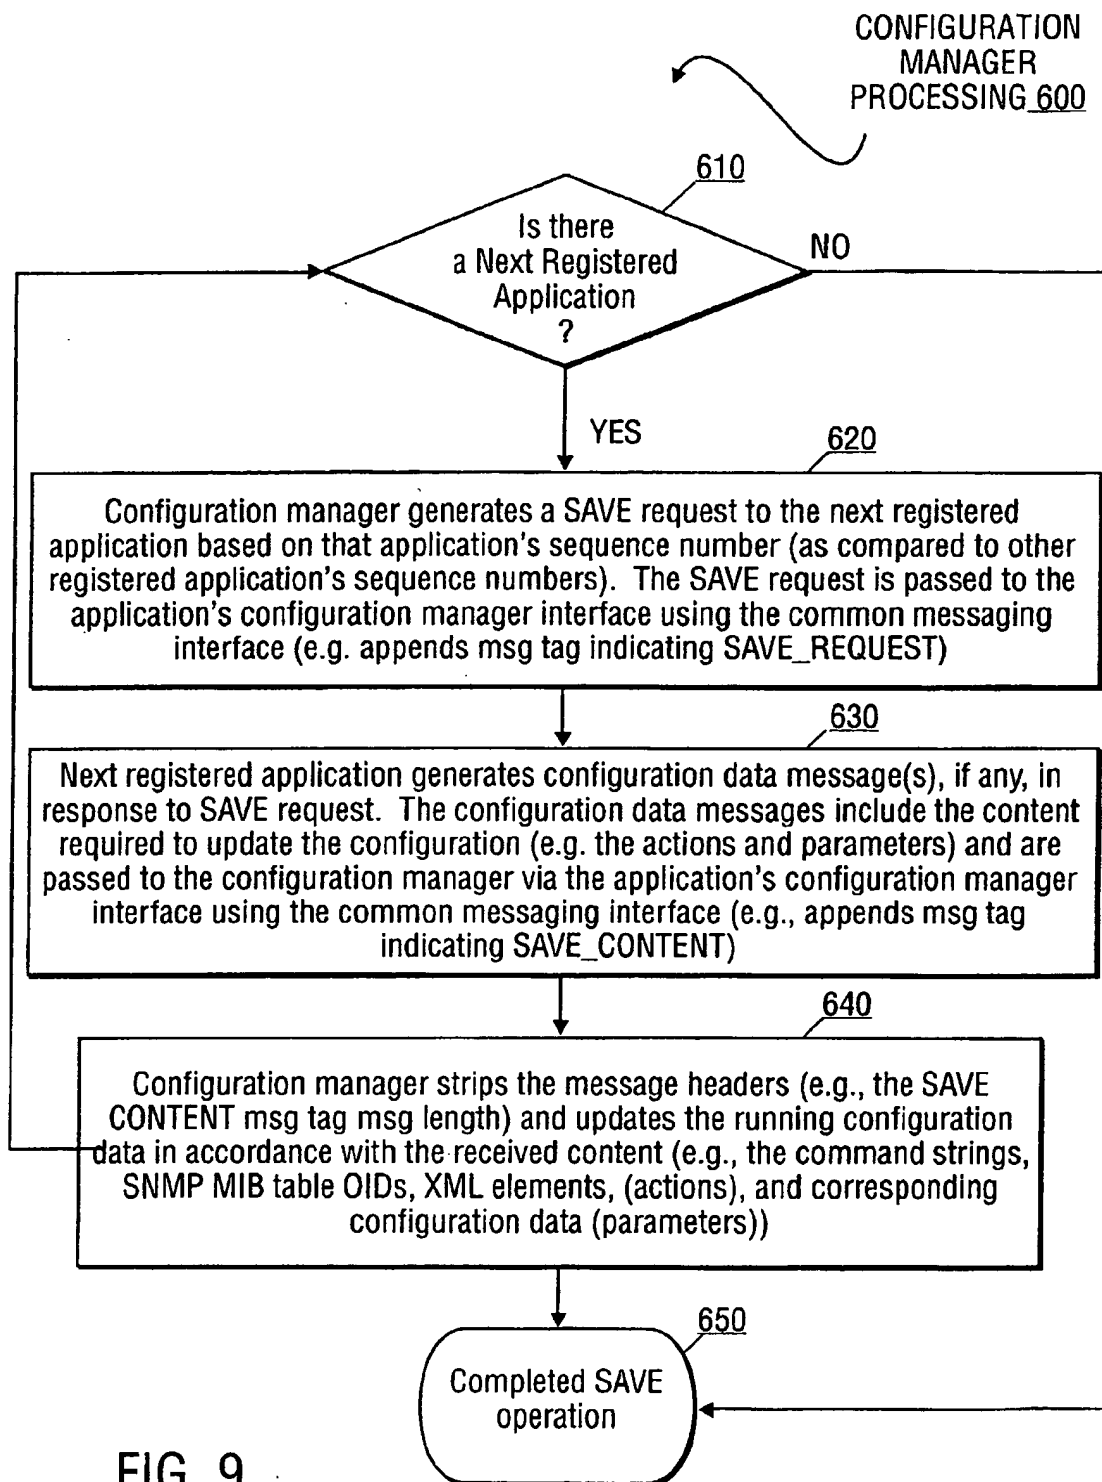 CONFIGURATION
MANAGER
PROCESSING 600
610
Is there
a Next Registered
Application
?
NO
YES
620
Configuration manager generates a SAVE request to the next registered
application based on that application's sequence number (as compared to other
registered application's sequence numbers). The SAVE request is passed to the
application's configuration manager interface using the common messaging
interface (e.g. appends msg tag indicating SAVE_REQUEST)
630
Next registered application generates configuration data message(s), if any, in
response to SAVE request. The configuration data messages include the content
required to update the configuration (e.g. the actions and parameters) and are
passed to the configuration manager via the application's configuration manager
interface using the common messaging interface (e.g., appends msg tag
indicating SAVE_CONTENT)
640
Configuration manager strips the message headers (e.g., the SAVE
CONTENT msg tag msg length) and updates the running configuration
data in accordance with the received content (e.g., the command strings,
SNMP MIB table OIDs, XML elements, (actions), and corresponding
configuration data (parameters))
650
Completed SAVE
operation
FIG. 9